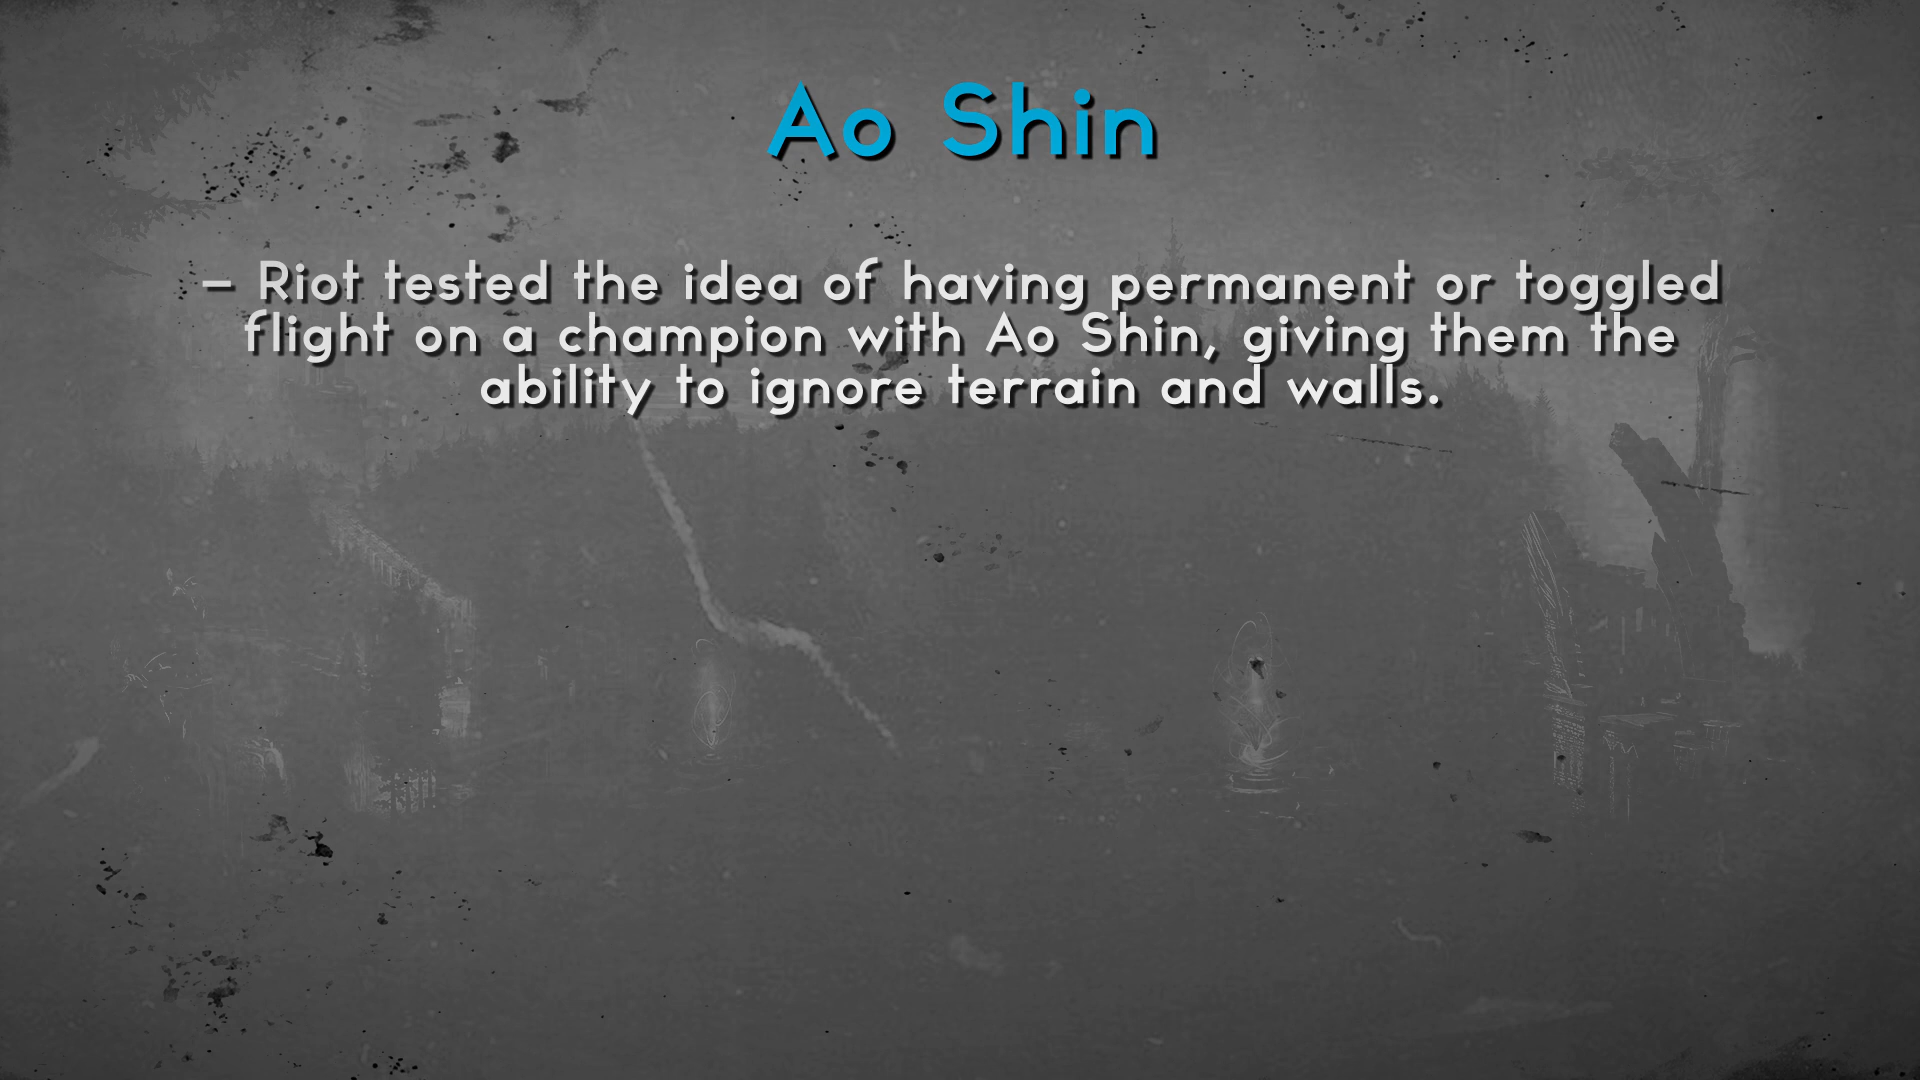 Ao Shin
– Riot tested the idea of having permanent or toggled
flight on a champion with Ao Shin, giving them the
ability to ignore terrain and walls.